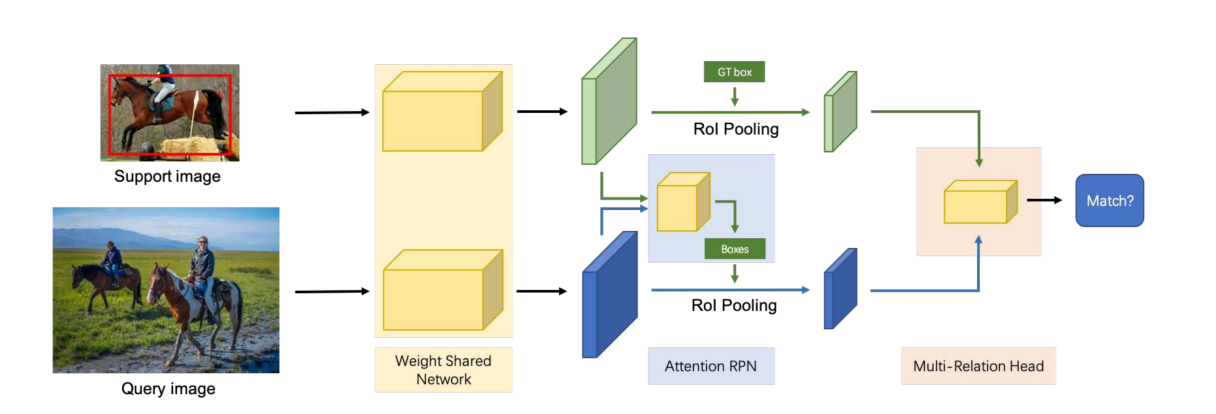 GT box
RoI Pooling
Support image
Match?
Boxes
RoI Pooling
Weight Shared
Network
Attention RPN
Multi-Relation Head
Query image